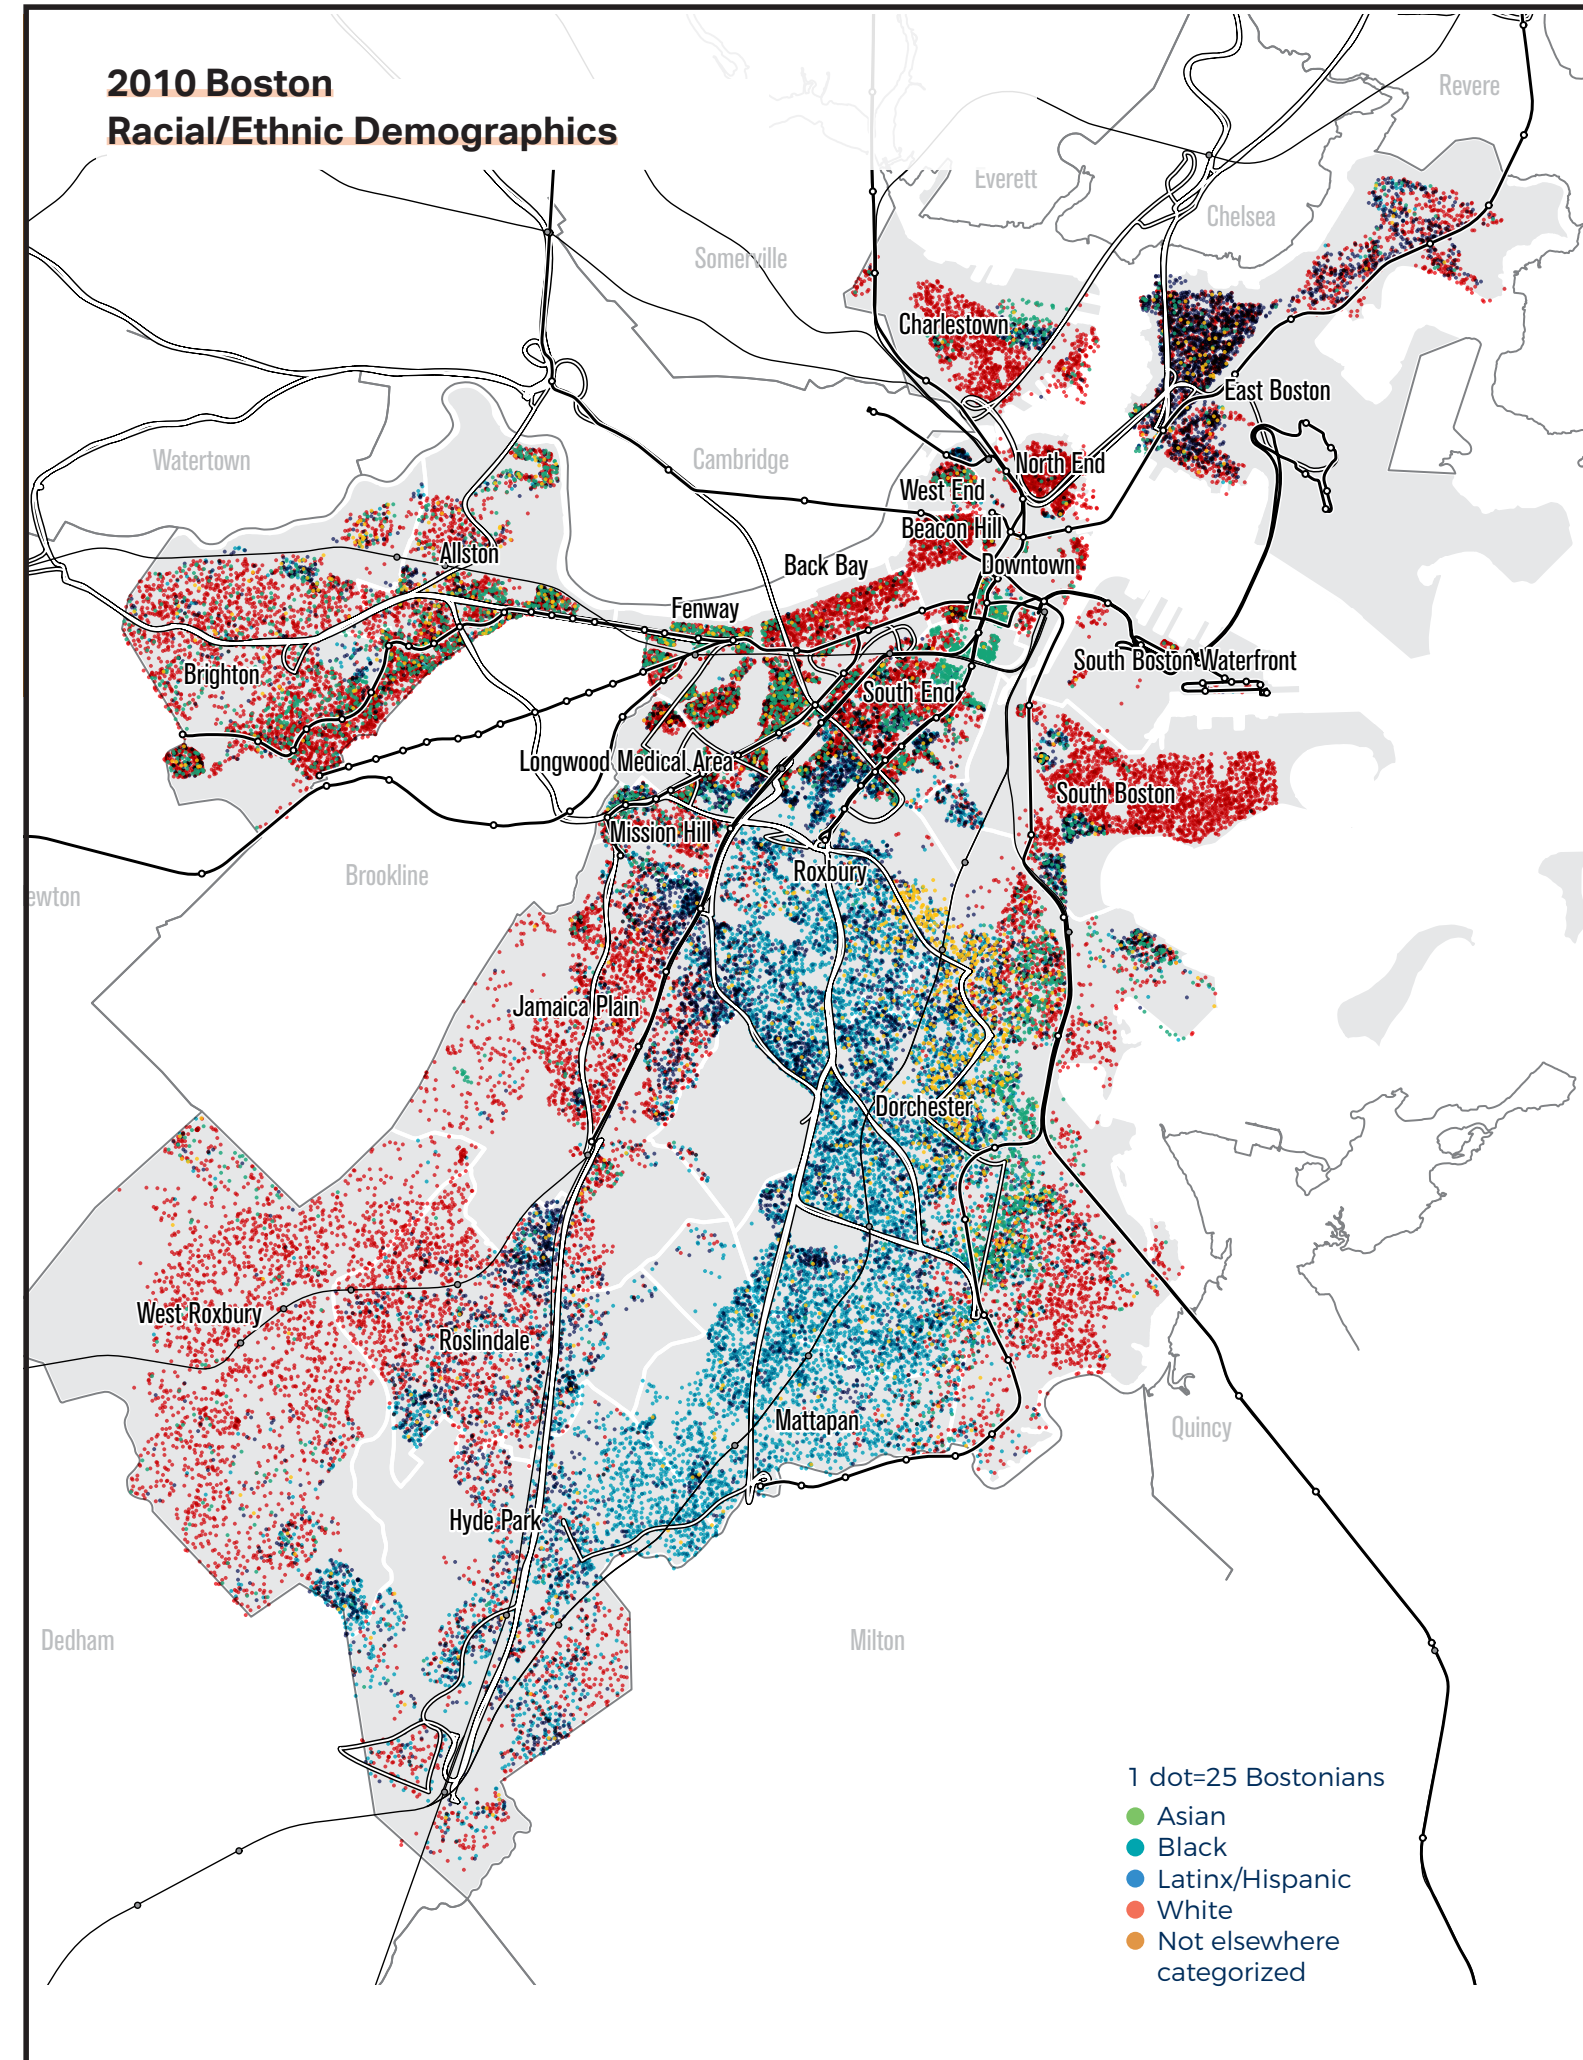 2010 Boston
Racial/Ethnic Demographics
Revere
Everett
Chelsea
Somerville
Charlestown
East Boston
Watertown
Cambridge
North End
West End
Beacon Hill
Allston
Back Bay
Downtown
Fenway
South Boston Waterfront
Brighton
South End
Longwood Medical Area
South Boston
Mission Hill
Roxbury
Brookline
ewton
Jamaica Plain
Dorchester
West Roxbury
Roslindale
Mattapan
Quincy
Hyde Park
Dedham
Milton
1 dot=25 Bostonians
Asian
Black
Latinx/Hispanic
White
Not elsewhere
categorized